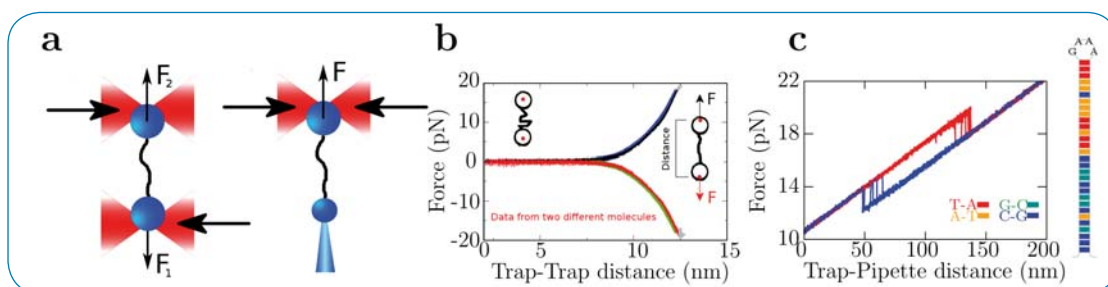 a
F₂
F₁
F
b
Force (pN)
20
10
0
-10
-20
0
5
10
15
Trap-Trap distance (nm)
Data from two different molecules
Distance
F
F
c
Force (pN)
22
18
14
10
0
50
100
150
200
Trap-Pipette distance (nm)
T-A
A-T
G-C
C-G
A A
G A